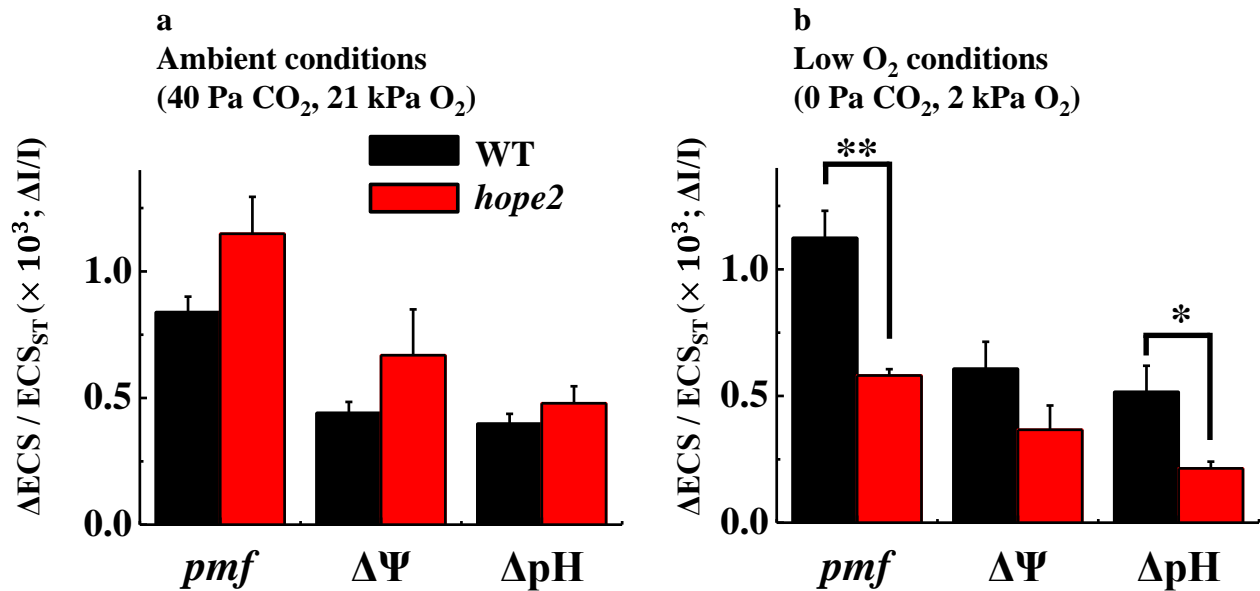 a
Ambient conditions
(40 Pa CO₂, 21 kPa O₂)
WT
hope2
ΔECS / ECS_ST (× 10³; ΔI/I)
1.0
0.5
0.0
pmf ΔΨ ΔpH
b
Low O₂ conditions
(0 Pa CO₂, 2 kPa O₂)
ΔECS / ECS_ST (× 10³; ΔI/I)
**
*
1.0
0.5
0.0
pmf ΔΨ ΔpH